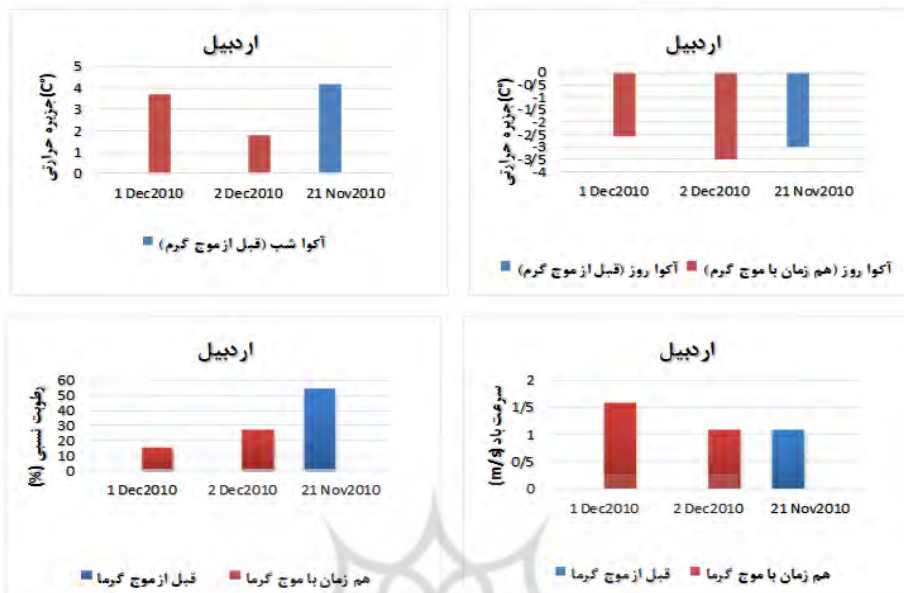 اردبیل
جزیره حرارتی(C°)
5
4
3
2
1
0
1 Dec2010
2 Dec2010
21 Nov2010
آکوا شب (قبل از موج گرم)
اردبیل
جزیره حرارتی(C°)
0
-0/5
-1
-1/5
-2
-2/5
-3
-3/5
-4
1 Dec2010
2 Dec2010
21 Nov2010
آکوا روز (هم زمان با موج گرم)
آکوا روز (قبل از موج گرم)
اردبیل
رطوبت نسبی (%)
60
50
40
30
20
10
0
1 Dec2010
2 Dec2010
21 Nov2010
هم زمان با موج گرما
قبل از موج گرما
اردبیل
سرعت باد (m/s)
2
1/5
1
0/5
0
1 Dec2010
2 Dec2010
21 Nov2010
هم زمان با موج گرما
قبل از موج گرما